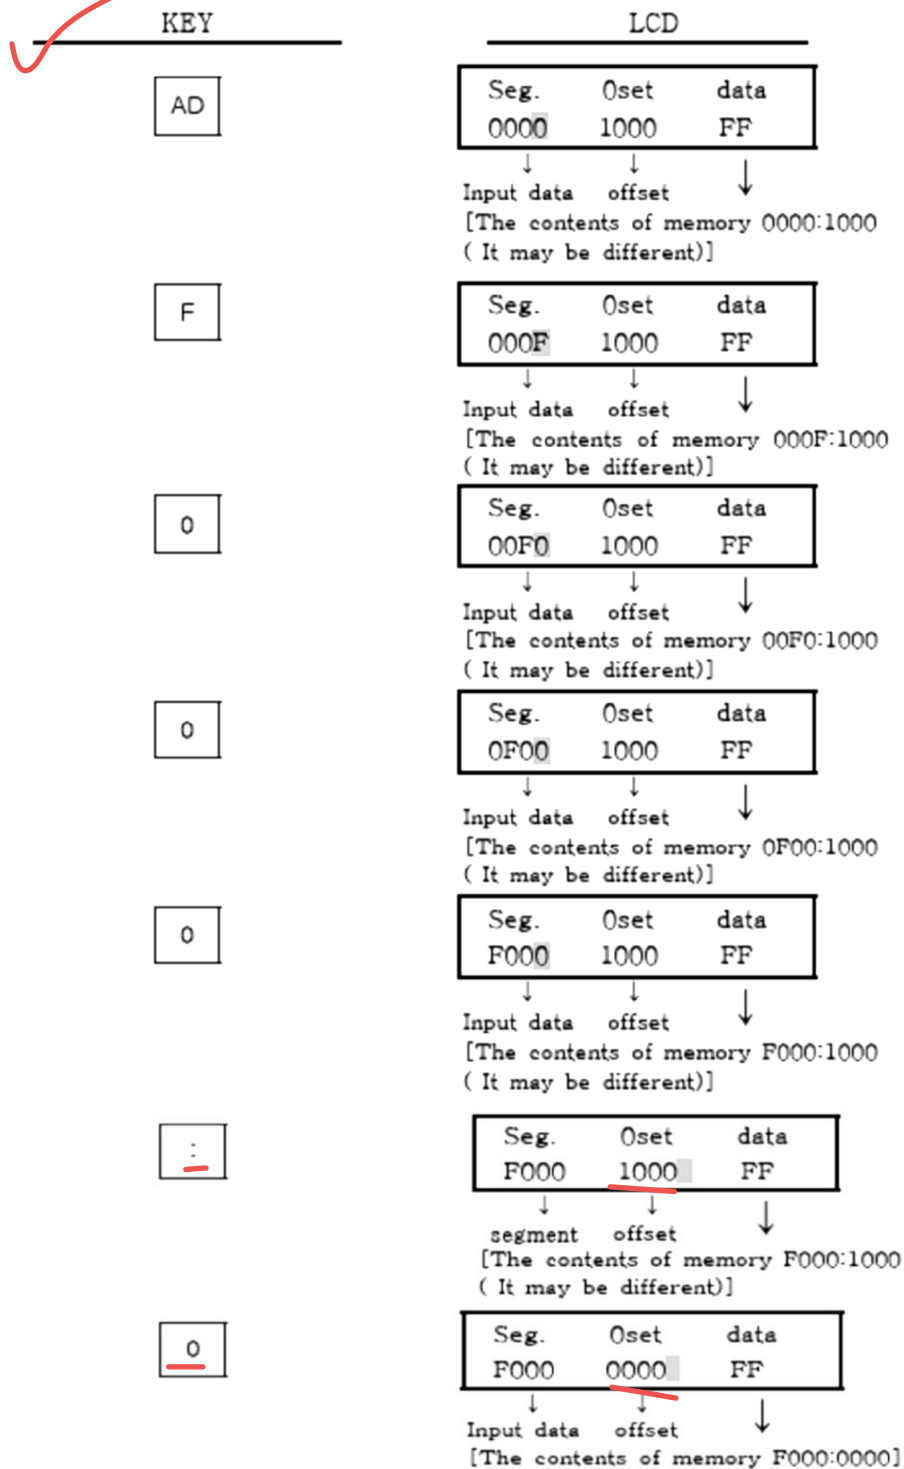 KEY LCD
AD
Seg. Oset data
0000 1000 FF
↓ ↓ ↓
Input data offset
[The contents of memory 0000:1000
( It may be different)]
F
Seg. Oset data
000F 1000 FF
↓ ↓ ↓
Input data offset
[The contents of memory 000F:1000
( It may be different)]
0
Seg. Oset data
00F0 1000 FF
↓ ↓ ↓
Input data offset
[The contents of memory 00F0:1000
( It may be different)]
0
Seg. Oset data
0F00 1000 FF
↓ ↓ ↓
Input data offset
[The contents of memory 0F00:1000
( It may be different)]
0
Seg. Oset data
F000 1000 FF
↓ ↓ ↓
Input data offset
[The contents of memory F000:1000
( It may be different)]
:
Seg. Oset data
F000 1000 FF
↓ ↓ ↓
segment offset
[The contents of memory F000:1000
( It may be different)]
0
Seg. Oset data
F000 0000 FF
↓ ↓ ↓
Input data offset
[The contents of memory F000:0000]